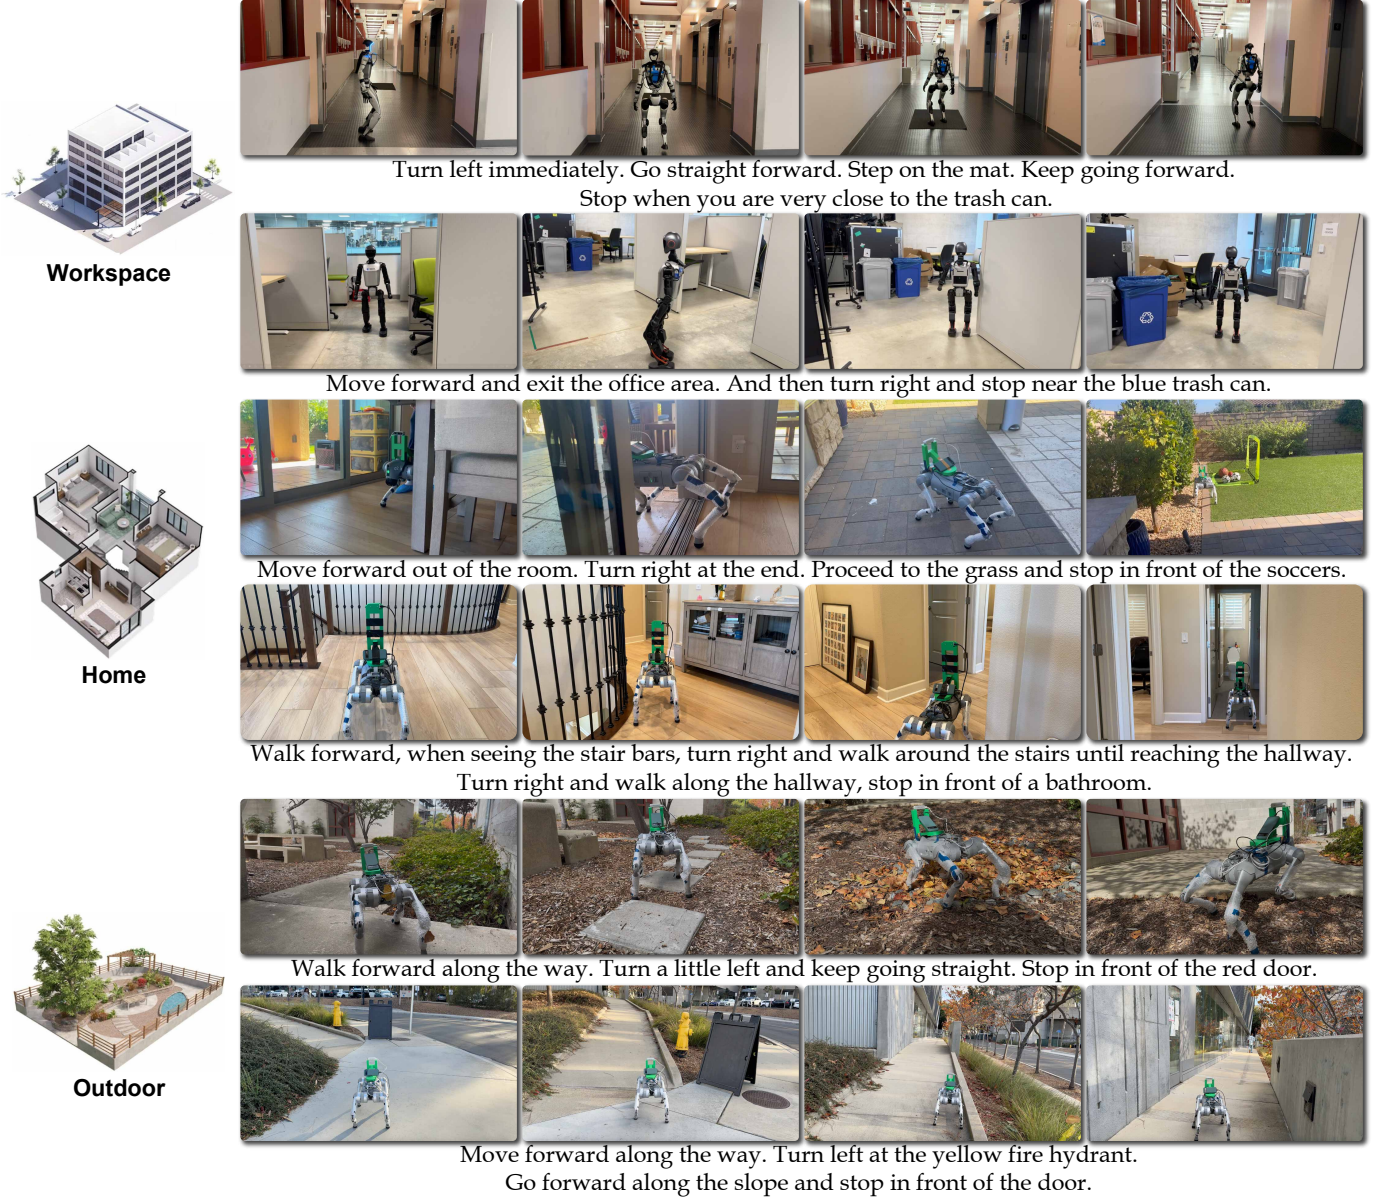 Turn left immediately. Go straight forward. Step on the mat. Keep going forward.
Stop when you are very close to the trash can.
Workspace
Move forward and exit the office area. And then turn right and stop near the blue trash can.
Move forward out of the room. Turn right at the end. Proceed to the grass and stop in front of the soccers.
Home
Walk forward, when seeing the stair bars, turn right and walk around the stairs until reaching the hallway.
Turn right and walk along the hallway, stop in front of a bathroom.
Walk forward along the way. Turn a little left and keep going straight. Stop in front of the red door.
Outdoor
Move forward along the way. Turn left at the yellow fire hydrant.
Go forward along the slope and stop in front of the door.